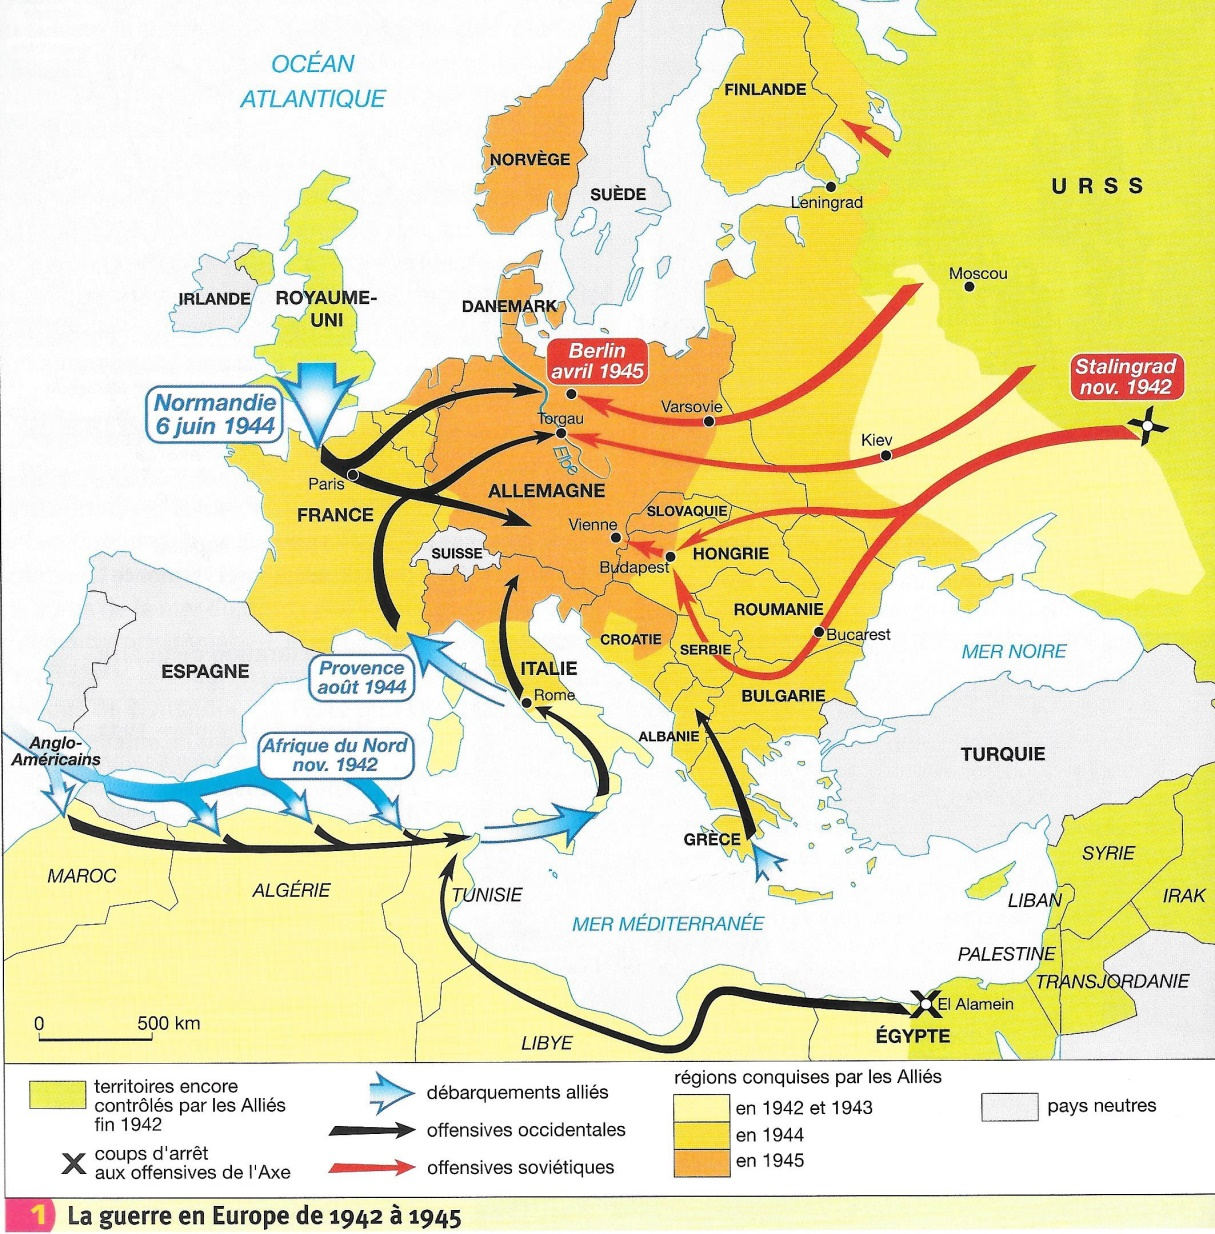 OCÉAN
ATLANTIQUE
FINLANDE
NORVÈGE
SUÈDE
Leningrad
U R S S
IRLANDE
ROYAUME-
UNI
DANEMARK
Moscou
Berlin
avril 1945
Stalingrad
nov. 1942
Normandie
6 juin 1944
Varsovie
Torgau
Kiev
Elbe
Paris
ALLEMAGNE
FRANCE
SLOVAQUIE
Vienne
SUISSE
HONGRIE
Budapest
ROUMANIE
Bucarest
CROATIE
SERBIE
MER NOIRE
ESPAGNE
Provence
août 1944
ITALIE
Rome
BULGARIE
Anglo-
Américains
Afrique du Nord
nov. 1942
ALBANIE
TURQUIE
GRÈCE
MAROC
ALGÉRIE
TUNISIE
SYRIE
LIBAN
IRAK
MER MÉDITERRANÉE
PALESTINE
TRANSJORDANIE
El Alamein
ÉGYPTE
LIBYE
0 500 km
territoires encore
contrôlés par les Alliés
fin 1942
coups d'arrêt
aux offensives de l'Axe
débarquements alliés
offensives occidentales
offensives soviétiques
régions conquises par les Alliés
en 1942 et 1943
en 1944
en 1945
pays neutres
1 La guerre en Europe de 1942 à 1945